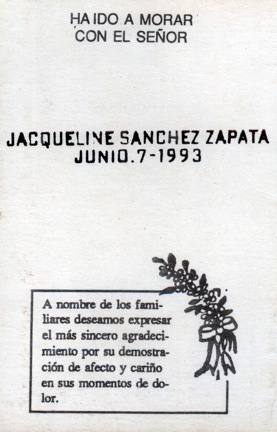 HA IDO A MORAR
CON EL SEÑOR
JACQUELINE SANCHEZ ZAPATA
JUNIO.7-1993
A nombre de los fami-
liares deseamos expresar
el más sincero agradeci-
miento por su demostra-
ción de afecto y cariño
en sus momentos de do-
lor.